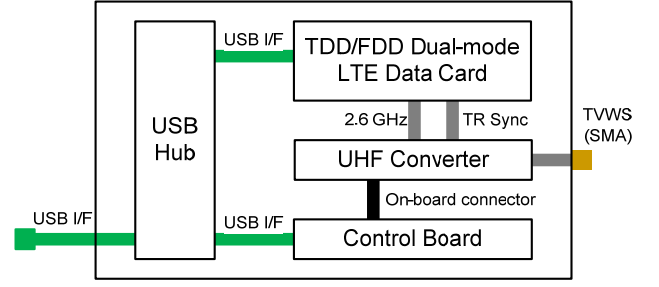 USB I/F
TDD/FDD Dual-mode
LTE Data Card
2.6 GHz
TR Sync
TVWS
(SMA)
USB
Hub
UHF Converter
On-board connector
USB I/F
USB I/F
Control Board